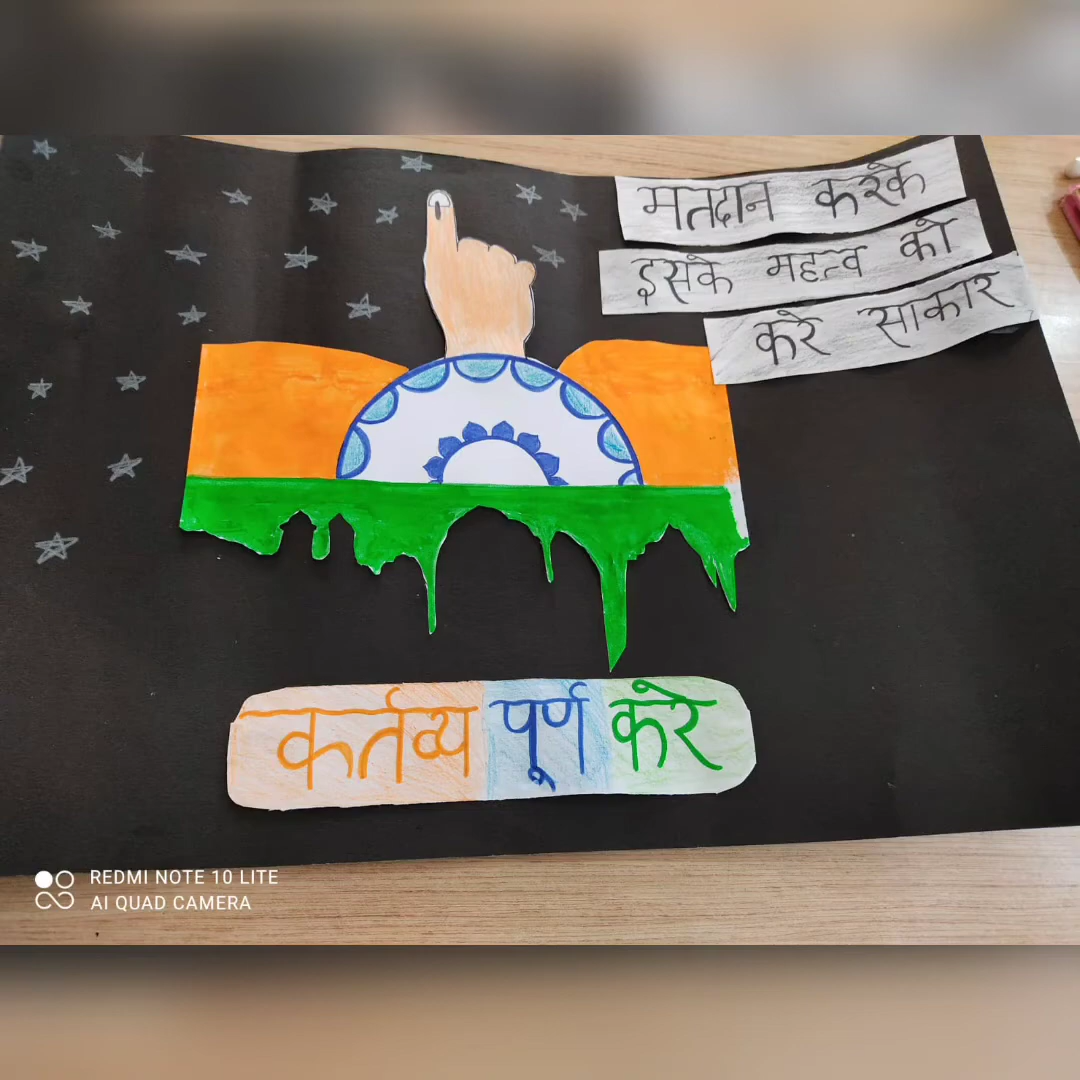 मतदान करके
इसके महत्व को
करे साकार
कर्तव्य पूर्ण करे
REDMI NOTE 10 LITE
AI QUAD CAMERA